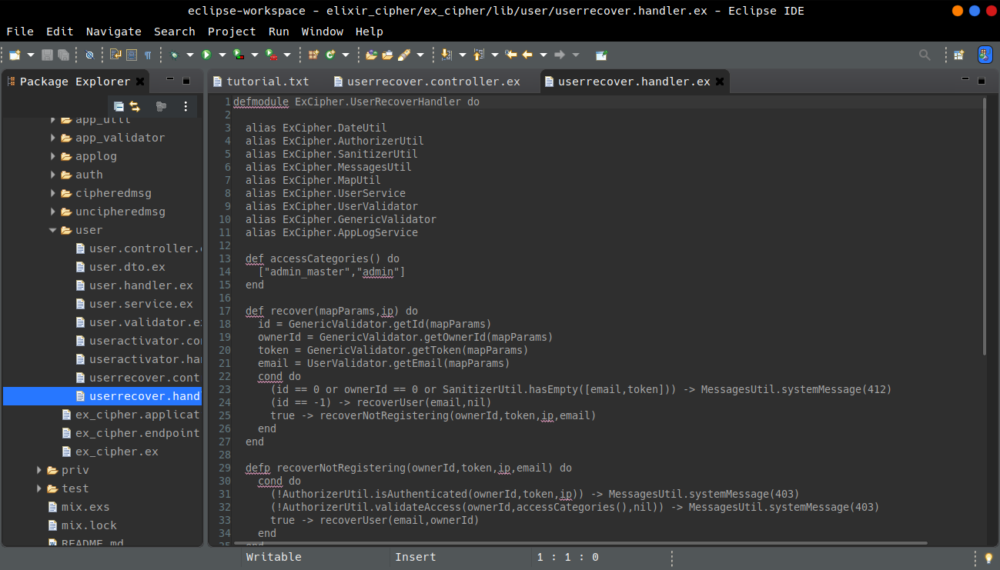 eclipse-workspace - elixir_cipher/ex_cipher/lib/user/userrecover.handler.ex - Eclipse IDE
File Edit Navigate Search Project Run Window Help
Package Explorer
app_util
app_validator
applog
auth
cipheredmsg
uncipheredmsg
user
user.controller.
user.dto.ex
user.handler.ex
user.service.ex
user.validator.e
useractivator.co
useractivator.ha
userrecover.cont
userrecover.hand
ex_cipher.applicat
ex_cipher.endpoint
ex_cipher.ex
priv
test
mix.exs
mix.lock
README.md
tutorial.txt userrecover.controller.ex userrecover.handler.ex
1 defmodule ExCipher.UserRecoverHandler do
2
3   alias ExCipher.DateUtil
4   alias ExCipher.AuthorizerUtil
5   alias ExCipher.SanitizerUtil
6   alias ExCipher.MessagesUtil
7   alias ExCipher.MapUtil
8   alias ExCipher.UserService
9   alias ExCipher.UserValidator
10   alias ExCipher.GenericValidator
11   alias ExCipher.AppLogService
12
13   def accessCategories() do
14     ["admin_master","admin"]
15   end
16
17   def recover(mapParams,ip) do
18     id = GenericValidator.getId(mapParams)
19     ownerId = GenericValidator.getOwnerId(mapParams)
20     token = GenericValidator.getToken(mapParams)
21     email = UserValidator.getEmail(mapParams)
22     cond do
23       (id == 0 or ownerId == 0 or SanitizerUtil.hasEmpty([email,token])) -> MessagesUtil.systemMessage(412)
24       (id == -1) -> recoverUser(email,nil)
25       true -> recoverNotRegistering(ownerId,token,ip,email)
26     end
27   end
28
29   defp recoverNotRegistering(ownerId,token,ip,email) do
30     cond do
31       (!AuthorizerUtil.isAuthenticated(ownerId,token,ip)) -> MessagesUtil.systemMessage(403)
32       (!AuthorizerUtil.validateAccess(ownerId,accessCategories(),nil)) -> MessagesUtil.systemMessage(403)
33       true -> recoverUser(email,ownerId)
34     end
35   end
Writable Insert 1 : 1 : 0